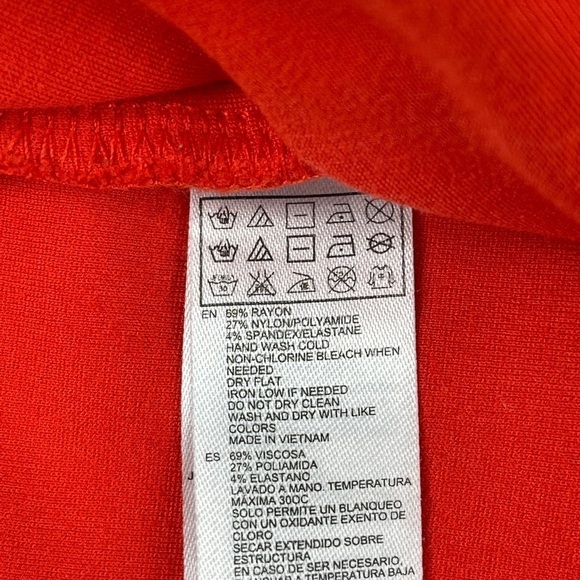 EN 69% RAYON
27% NYLON/POLYAMIDE
4% SPANDEX/ELASTANE
HAND WASH COLD
NON-CHLORINE BLEACH WHEN
NEEDED
DRY FLAT
IRON LOW IF NEEDED
DO NOT DRY CLEAN
WASH AND DRY WITH LIKE
COLORS
MADE IN VIETNAM
ES 69% VISCOSA
27% POLIAMIDA
4% ELASTANO
LAVADO A MANO. TEMPERATURA
MÁXIMA 30OC
SOLO PERMITE UN BLANQUEO
CON UN OXIDANTE EXENTO DE
CLORO
SECAR EXTENDIDO SOBRE
ESTRUCTURA
EN CASO DE SER NECESARIO,
A TEMPERATURA BAJA
J